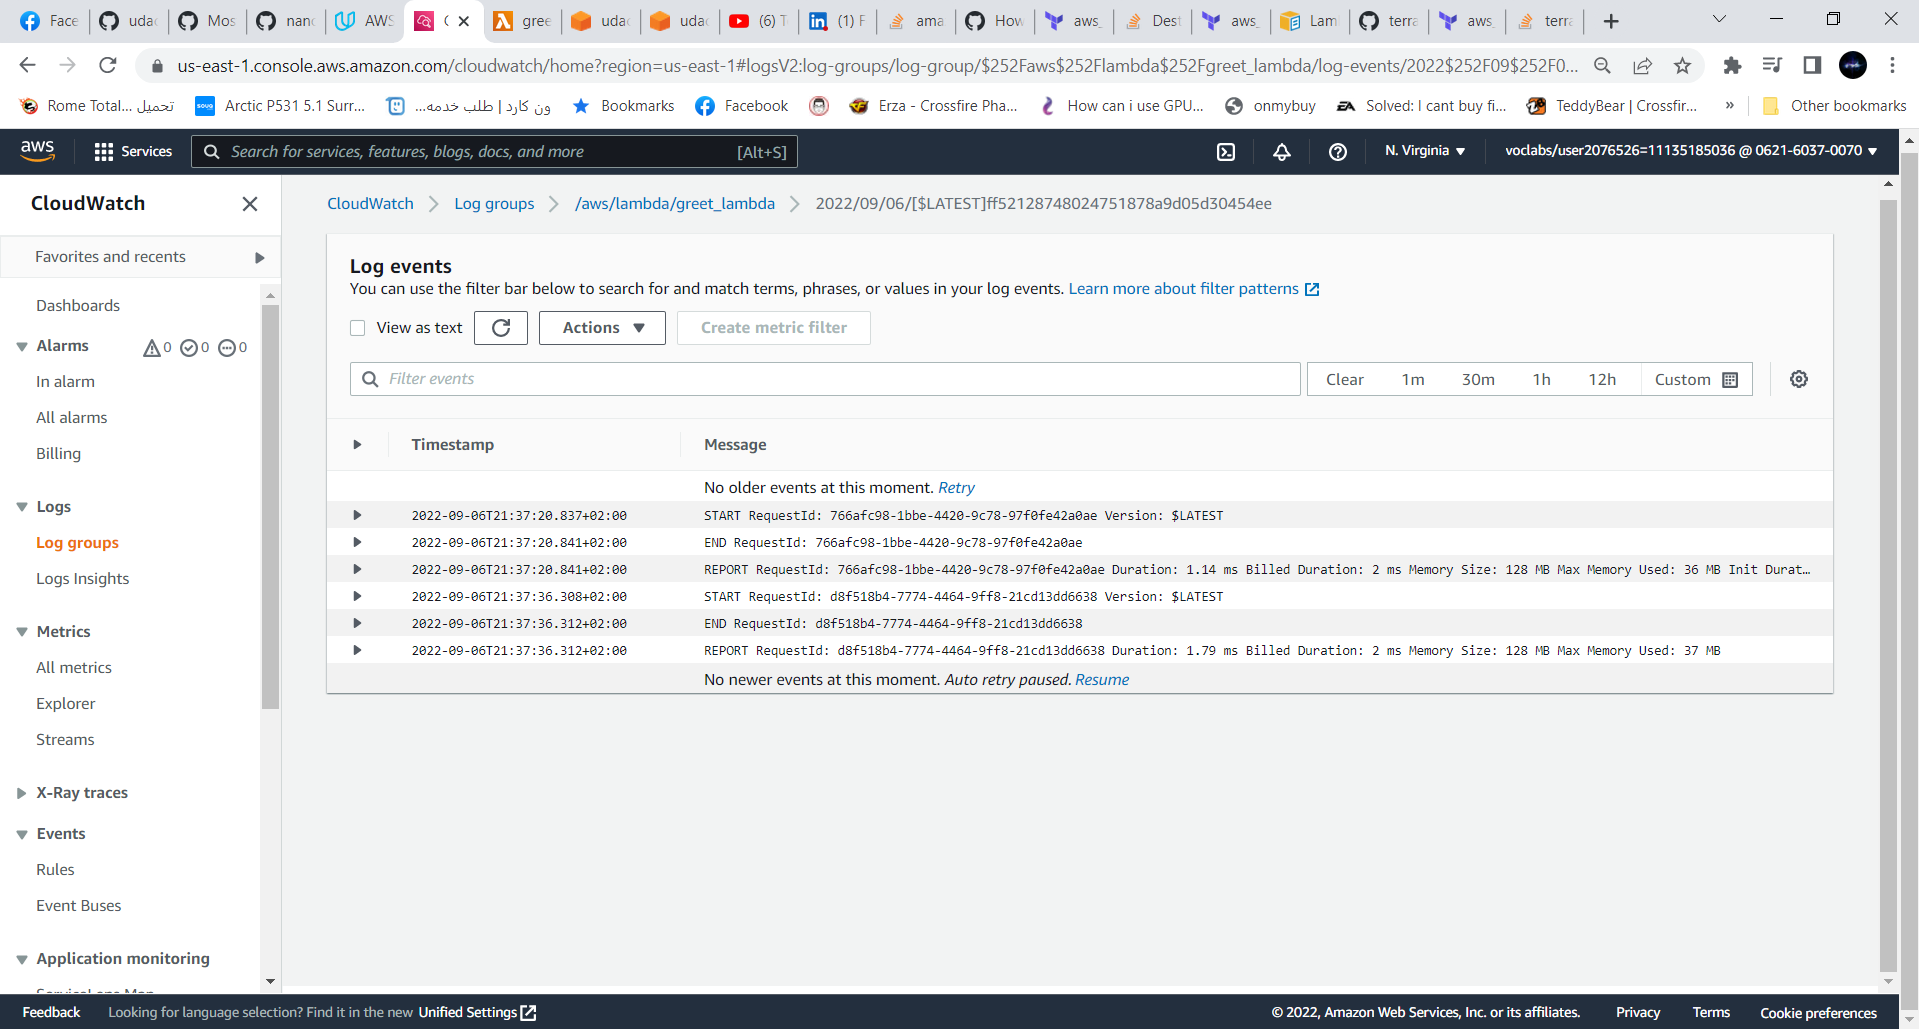 Face
udac
Mos
nanc
AWS
C
gree
udac
udac
(6) T
(1) F
ama
How
aws_
Dest
aws_
Lam
terra
aws_
terra
us-east-1.console.aws.amazon.com/cloudwatch/home?region=us-east-1#logsV2:log-groups/log-group/$252Faws$252Flambda$252Fgreet_lambda/log-events/2022$252F09$252F0...
Rome Total... تحميل
Arctic P531 5.1 Surr...
ون كارد | طلب خدمه...
Bookmarks
Facebook
Erza - Crossfire Pha...
How can i use GPU...
onmybuy
Solved: I cant buy fi...
TeddyBear | Crossfir...
»
Other bookmarks
aws
Services
Search for services, features, blogs, docs, and more
[Alt+S]
N. Virginia
voclabs/user2076526=11135185036 @ 0621-6037-0070
CloudWatch
Favorites and recents
Dashboards
Alarms
0
0
0
In alarm
All alarms
Billing
Logs
Log groups
Logs Insights
Metrics
All metrics
Explorer
Streams
X-Ray traces
Events
Rules
Event Buses
Application monitoring
CloudWatch
Log groups
/aws/lambda/greet_lambda
2022/09/06/[$LATEST]ff52128748024751878a9d05d30454ee
Log events
You can use the filter bar below to search for and match terms, phrases, or values in your log events. Learn more about filter patterns
View as text
Actions
Create metric filter
Filter events
Clear
1m
30m
1h
12h
Custom
Timestamp
Message
No older events at this moment. Retry
2022-09-06T21:37:20.837+02:00 START RequestId: 766afc98-1bbe-4420-9c78-97f0fe42a0ae Version: $LATEST
2022-09-06T21:37:20.841+02:00 END RequestId: 766afc98-1bbe-4420-9c78-97f0fe42a0ae
2022-09-06T21:37:20.841+02:00 REPORT RequestId: 766afc98-1bbe-4420-9c78-97f0fe42a0ae Duration: 1.14 ms Billed Duration: 2 ms Memory Size: 128 MB Max Memory Used: 36 MB Init Durat...
2022-09-06T21:37:36.308+02:00 START RequestId: d8f518b4-7774-4464-9ff8-21cd13dd6638 Version: $LATEST
2022-09-06T21:37:36.312+02:00 END RequestId: d8f518b4-7774-4464-9ff8-21cd13dd6638
2022-09-06T21:37:36.312+02:00 REPORT RequestId: d8f518b4-7774-4464-9ff8-21cd13dd6638 Duration: 1.79 ms Billed Duration: 2 ms Memory Size: 128 MB Max Memory Used: 37 MB
No newer events at this moment. Auto retry paused. Resume
Feedback
Looking for language selection? Find it in the new Unified Settings
© 2022, Amazon Web Services, Inc. or its affiliates.
Privacy
Terms
Cookie preferences